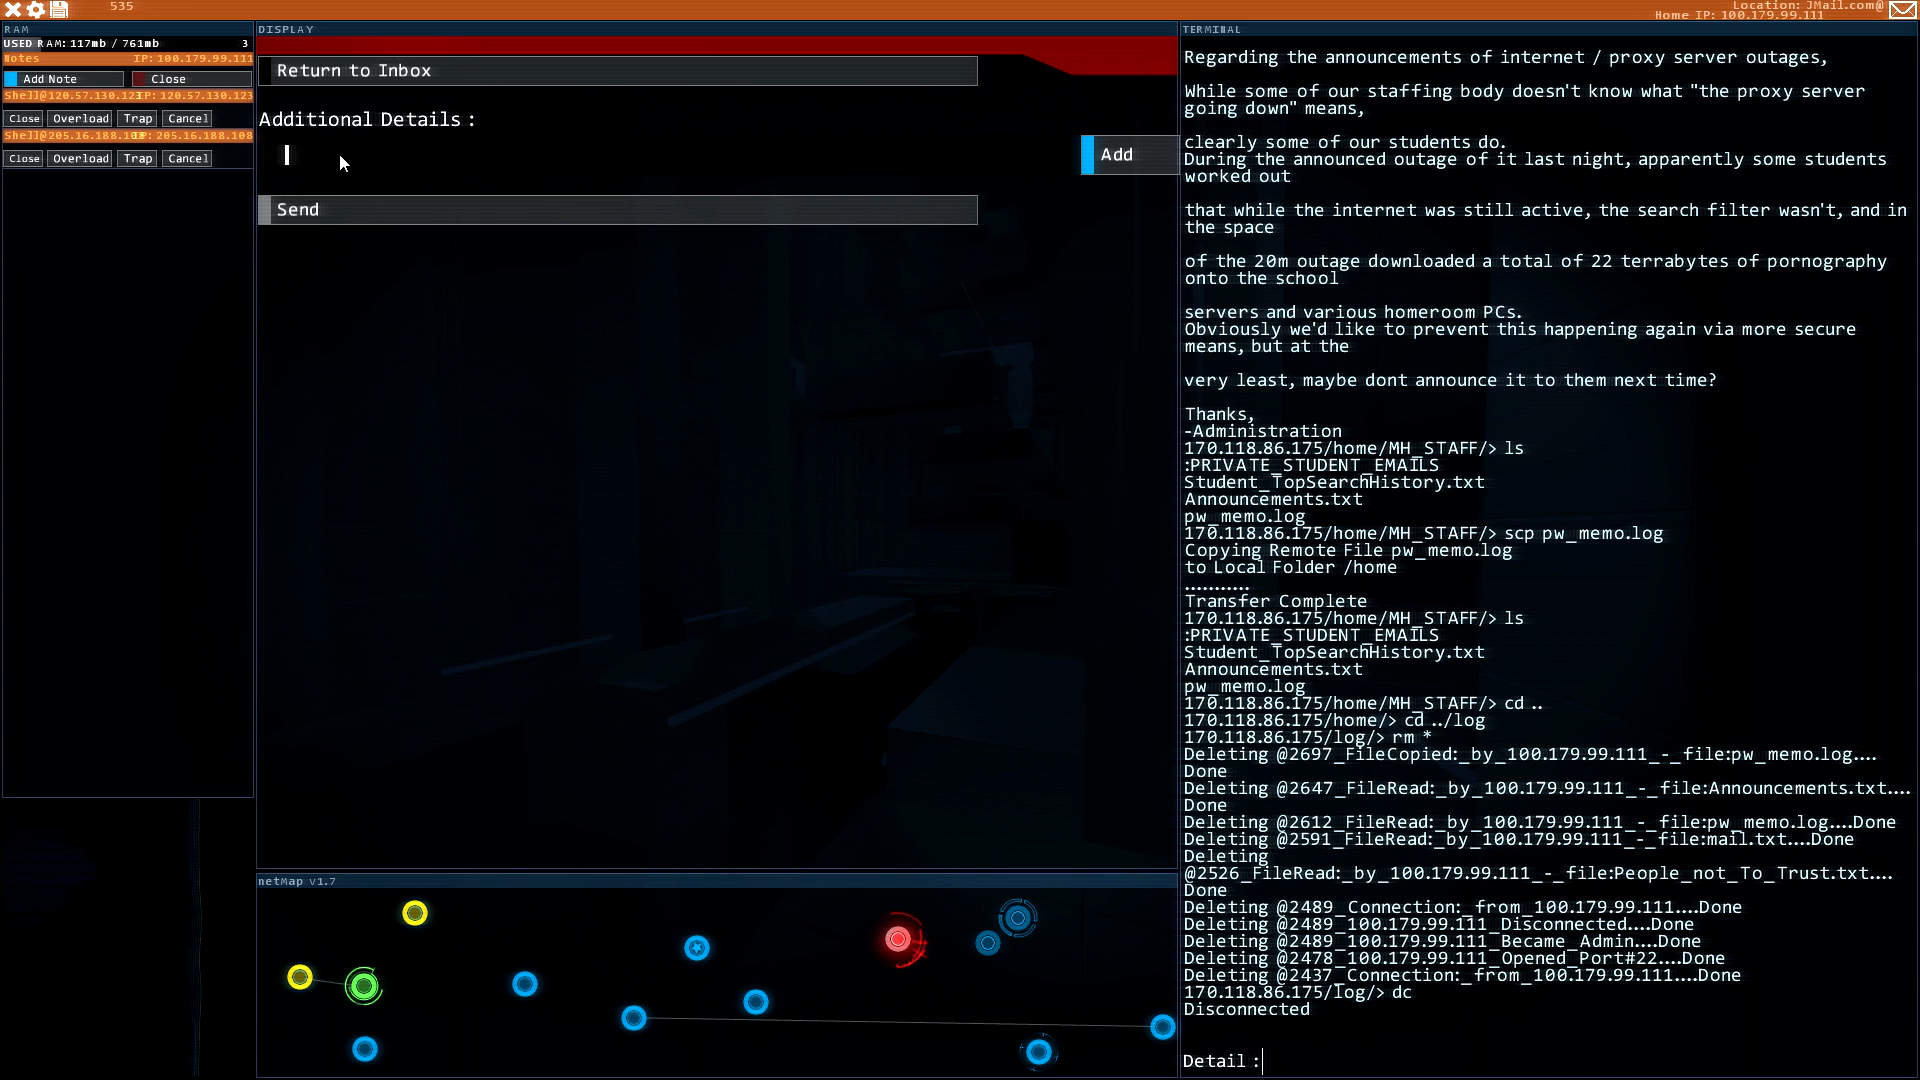 535
Location: JMail.com@
Home IP: 100.179.99.111
RAM
USED RAM: 117mb / 761mb 3
Notes IP: 100.179.99.111
Add Note Close
Shell@120.57.130.123 IP: 120.57.130.123
Close Overload Trap Cancel
Shell@205.16.188.108 IP: 205.16.188.108
Close Overload Trap Cancel
DISPLAY
Return to Inbox
Additional Details :
Add
Send
netMap v1.7
TERMINAL
Regarding the announcements of internet / proxy server outages,
While some of our staffing body doesn't know what "the proxy server
going down" means,
clearly some of our students do.
During the announced outage of it last night, apparently some students
worked out
that while the internet was still active, the search filter wasn't, and in
the space
of the 20m outage downloaded a total of 22 terrabytes of pornography
onto the school
servers and various homeroom PCs.
Obviously we'd like to prevent this happening again via more secure
means, but at the
very least, maybe dont announce it to them next time?
Thanks,
-Administration
170.118.86.175/home/MH_STAFF/> ls
:PRIVATE_STUDENT_EMAILS
Student_TopSearchHistory.txt
Announcements.txt
pw_memo.log
170.118.86.175/home/MH_STAFF/> scp pw_memo.log
Copying Remote File pw_memo.log
to Local Folder /home
...........
Transfer Complete
170.118.86.175/home/MH_STAFF/> ls
:PRIVATE_STUDENT_EMAILS
Student_TopSearchHistory.txt
Announcements.txt
pw_memo.log
170.118.86.175/home/MH_STAFF/> cd ..
170.118.86.175/home/> cd ../log
170.118.86.175/log/> rm *
Deleting @2697_FileCopied:_by_100.179.99.111_-_file:pw_memo.log....
Done
Deleting @2647_FileRead:_by_100.179.99.111_-_file:Announcements.txt....
Done
Deleting @2612_FileRead:_by_100.179.99.111_-_file:pw_memo.log....Done
Deleting @2591_FileRead:_by_100.179.99.111_-_file:mail.txt....Done
Deleting
@2526_FileRead:_by_100.179.99.111_-_file:People_not_To_Trust.txt....
Done
Deleting @2489_Connection:_from_100.179.99.111....Done
Deleting @2489_100.179.99.111_Disconnected....Done
Deleting @2489_100.179.99.111_Became_Admin....Done
Deleting @2478_100.179.99.111_Opened_Port#22....Done
Deleting @2437_Connection:_from_100.179.99.111....Done
170.118.86.175/log/> dc
Disconnected
Detail :